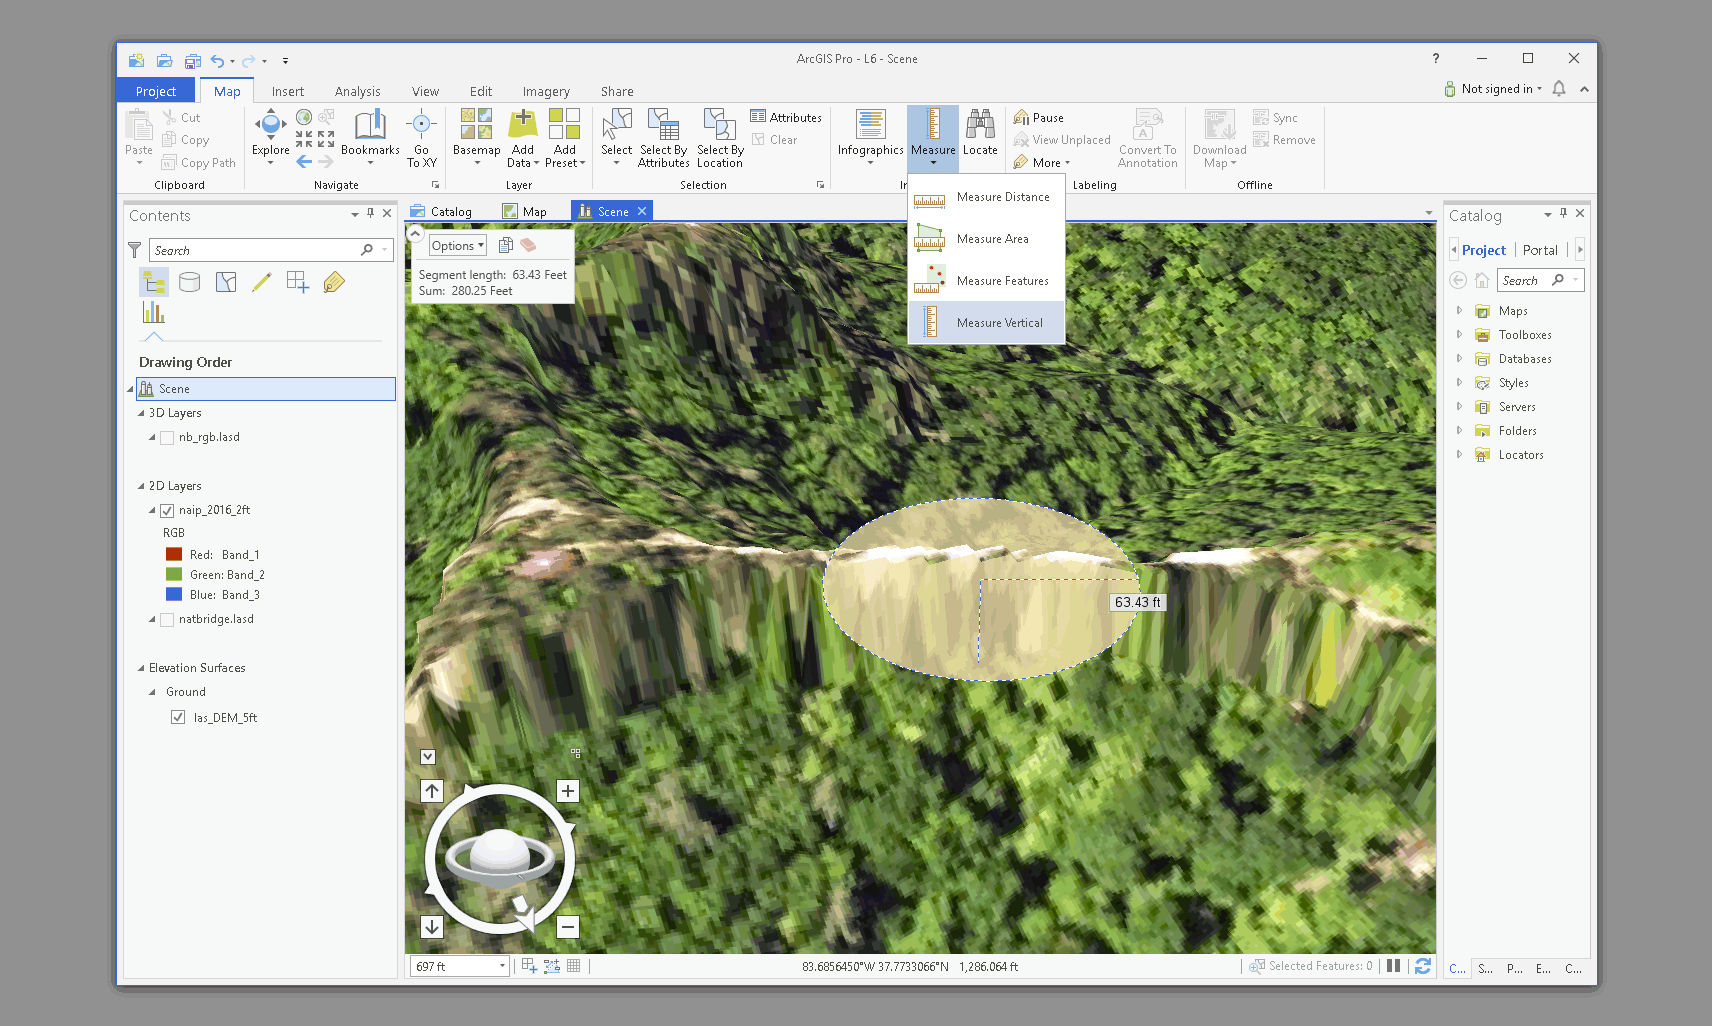 ArcGIS Pro - L6 - Scene
?
Project Map Insert Analysis View Edit Imagery Share
Not signed in
Paste
Cut
Copy
Copy Path
Clipboard
Explore
Bookmarks
Go To XY
Navigate
Basemap
Add Data
Add Preset
Layer
Select
Select By Attributes
Select By Location
Attributes
Clear
Selection
Infographics
Measure
Locate
Pause
View Unplaced
More
Convert To Annotation
Labeling
Download Map
Sync
Remove
Offline
Measure Distance
Measure Area
Measure Features
Measure Vertical
Contents
Search
Drawing Order
Scene
3D Layers
nb_rgb.lasd
2D Layers
naip_2016_2ft
RGB
Red: Band_1
Green: Band_2
Blue: Band_3
natbridge.lasd
Elevation Surfaces
Ground
las_DEM_5ft
Catalog Map Scene
Options
Segment length: 63.43 Feet
Sum: 280.25 Feet
63.43 ft
697 ft
83.6856450°W 37.7733066°N 1,286.064 ft
Selected Features: 0
Catalog
Project Portal
Search
Maps
Toolboxes
Databases
Styles
Servers
Folders
Locators
C... S... P... E... C...